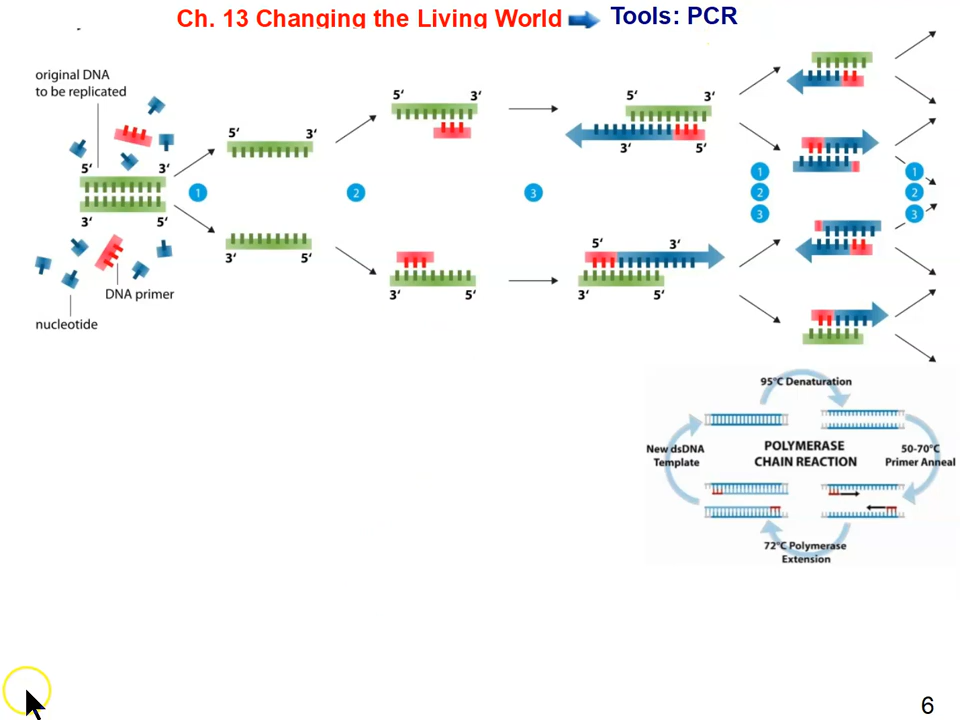 Ch. 13 Changing the Living World
Tools: PCR
original DNA
to be replicated
5‘ 3‘
3‘ 5‘
DNA primer
nucleotide
1
5‘ 3‘
3‘ 5‘
2
5‘ 3‘
3‘ 5‘
3
5‘ 3‘
3‘ 5‘
5‘ 3‘
3‘ 5‘
1
2
3
1
2
3
95°C Denaturation
New dsDNA
Template
POLYMERASE
CHAIN REACTION
50-70°C
Primer Anneal
72°C Polymerase
Extension
6